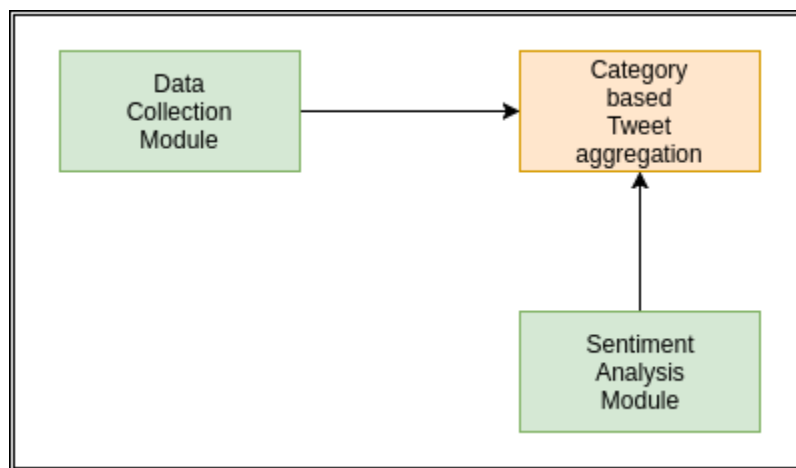 Data
Collection
Module
Category
based
Tweet
aggregation
Sentiment
Analysis
Module